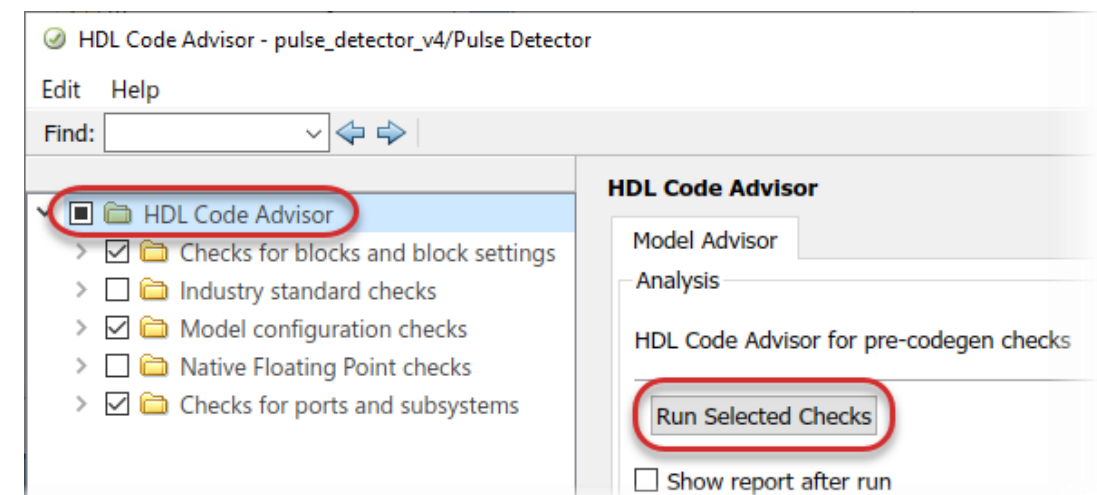 HDL Code Advisor - pulse_detector_v4/Pulse Detector
Edit Help
Find:
HDL Code Advisor
Checks for blocks and block settings
Industry standard checks
Model configuration checks
Native Floating Point checks
Checks for ports and subsystems
HDL Code Advisor
Model Advisor
Analysis
HDL Code Advisor for pre-codegen checks
Run Selected Checks
Show report after run